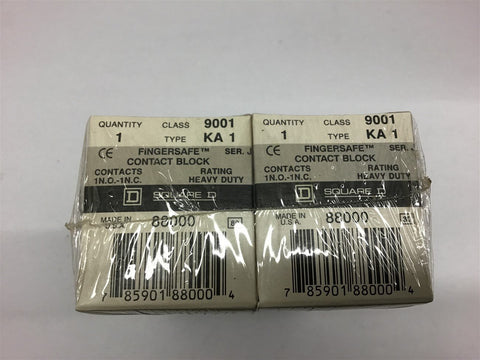 QUANTITY CLASS 9001
1 TYPE KA 1
CE FINGERSAFE™ SER. J
CONTACT BLOCK
CONTACTS RATING
1N.O.-1N.C. HEAVY DUTY
D SQUARE D
MADE IN U.S.A. 88000
7 85901 88000 4
QUANTITY CLASS 9001
1 TYPE KA 1
CE FINGERSAFE™ SER. J
CONTACT BLOCK
CONTACTS RATING
1N.O.-1N.C. HEAVY DUTY
D SQUARE D
MADE IN U.S.A. 88000
7 85901 88000 4